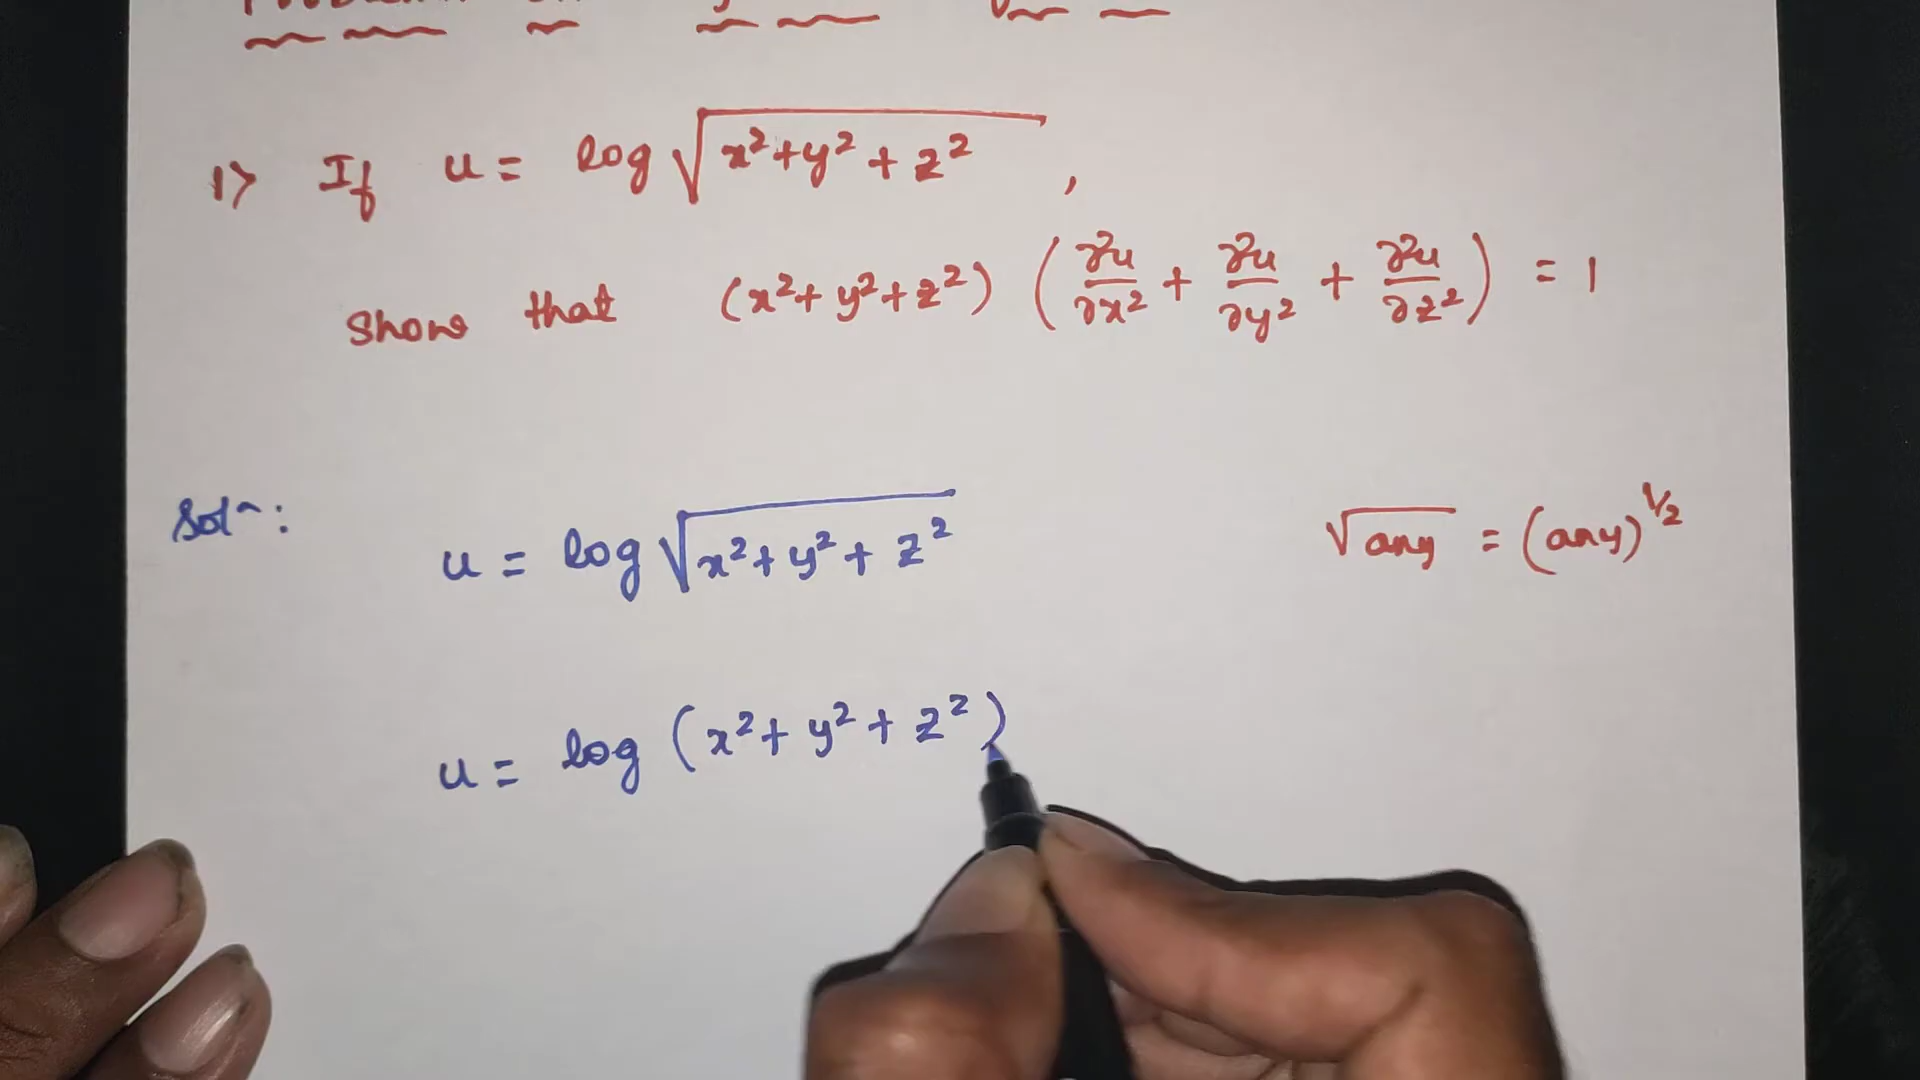 1) If u = log √(x²+y²+z²) ,
Show that (x²+y²+z²) (∂²u/∂x² + ∂²u/∂y² + ∂²u/∂z²) = 1
Solⁿ: u = log √(x²+y²+z²)
√any = (any)^1/2
u = log (x²+y²+z²)